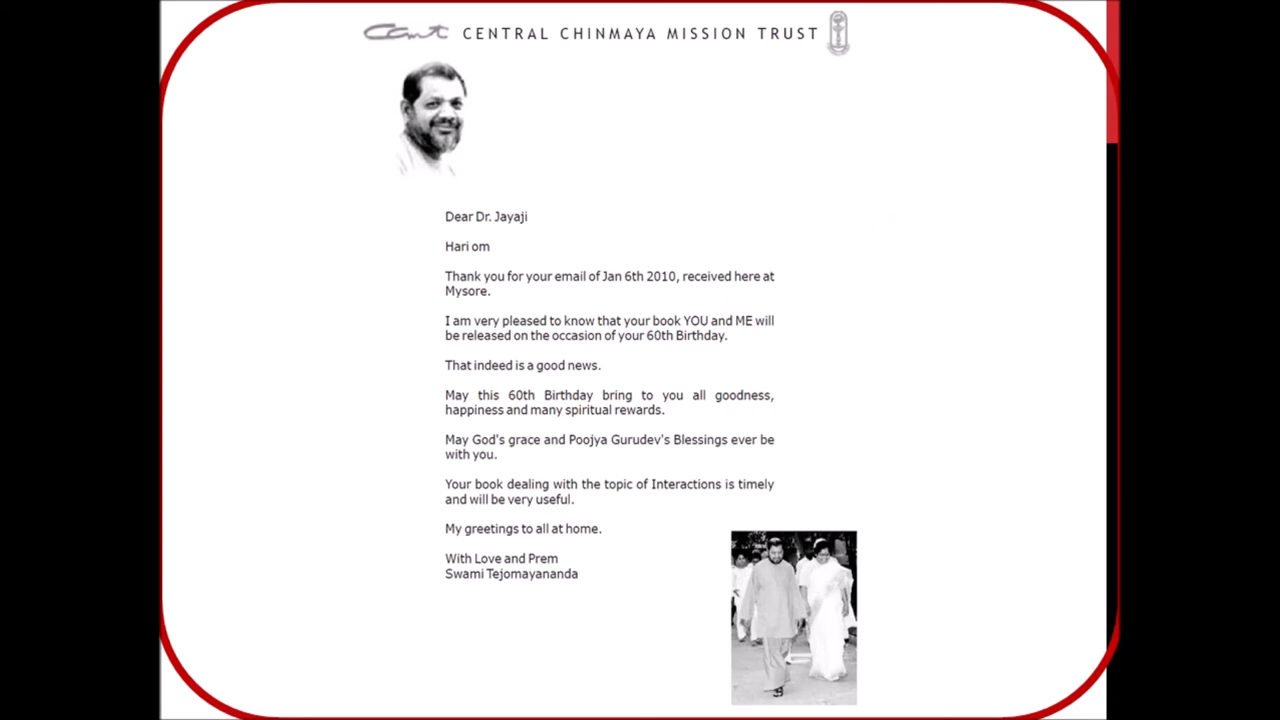 CENTRAL CHINMAYA MISSION TRUST
Dear Dr. Jayaji
Hari om
Thank you for your email of Jan 6th 2010, received here at
Mysore.
I am very pleased to know that your book YOU and ME will
be released on the occasion of your 60th Birthday.
That indeed is a good news.
May this 60th Birthday bring to you all goodness,
happiness and many spiritual rewards.
May God's grace and Poojya Gurudev's Blessings ever be
with you.
Your book dealing with the topic of Interactions is timely
and will be very useful.
My greetings to all at home.
With Love and Prem
Swami Tejomayananda